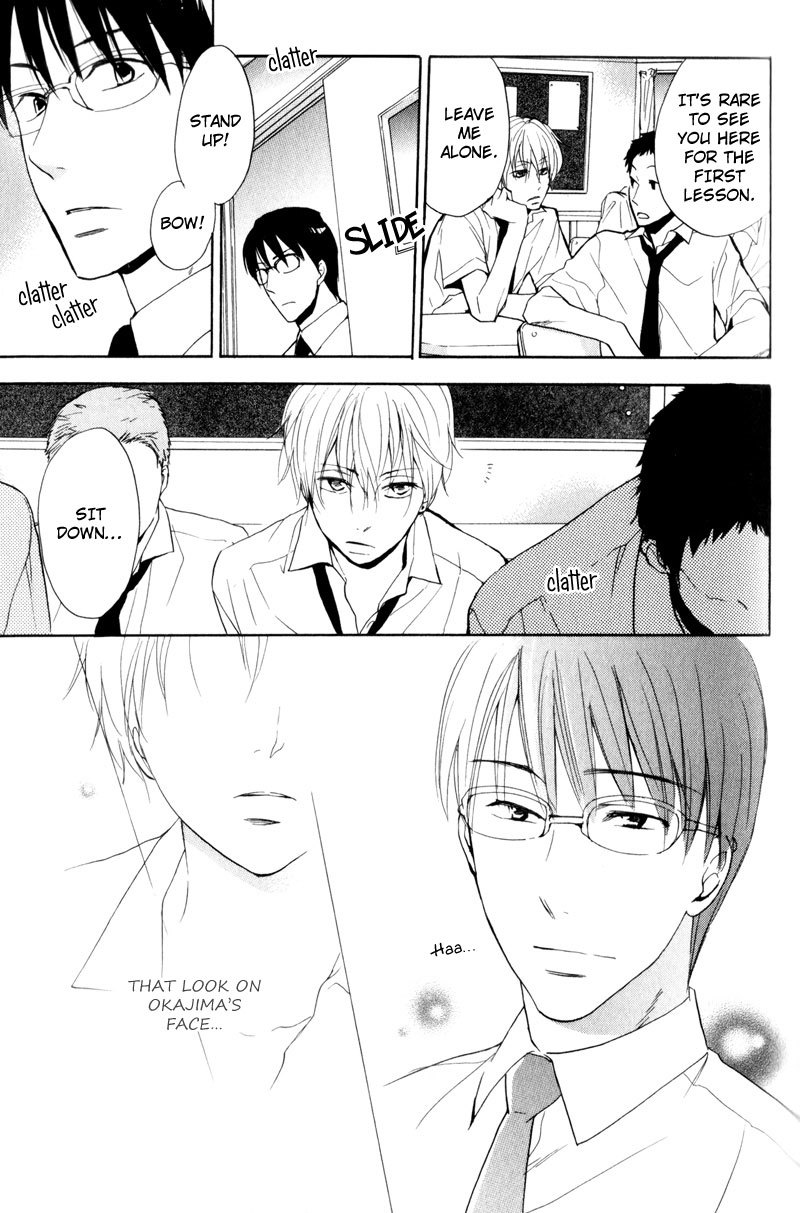 IT'S RARE
TO SEE
YOU HERE
FOR THE
FIRST
LESSON.
LEAVE
ME
ALONE.
clatter
SLIDE
STAND
UP!
BOW!
clatter
clatter
SIT
DOWN...
clatter
Haa...
THAT LOOK ON
OKAJIMA'S
FACE...